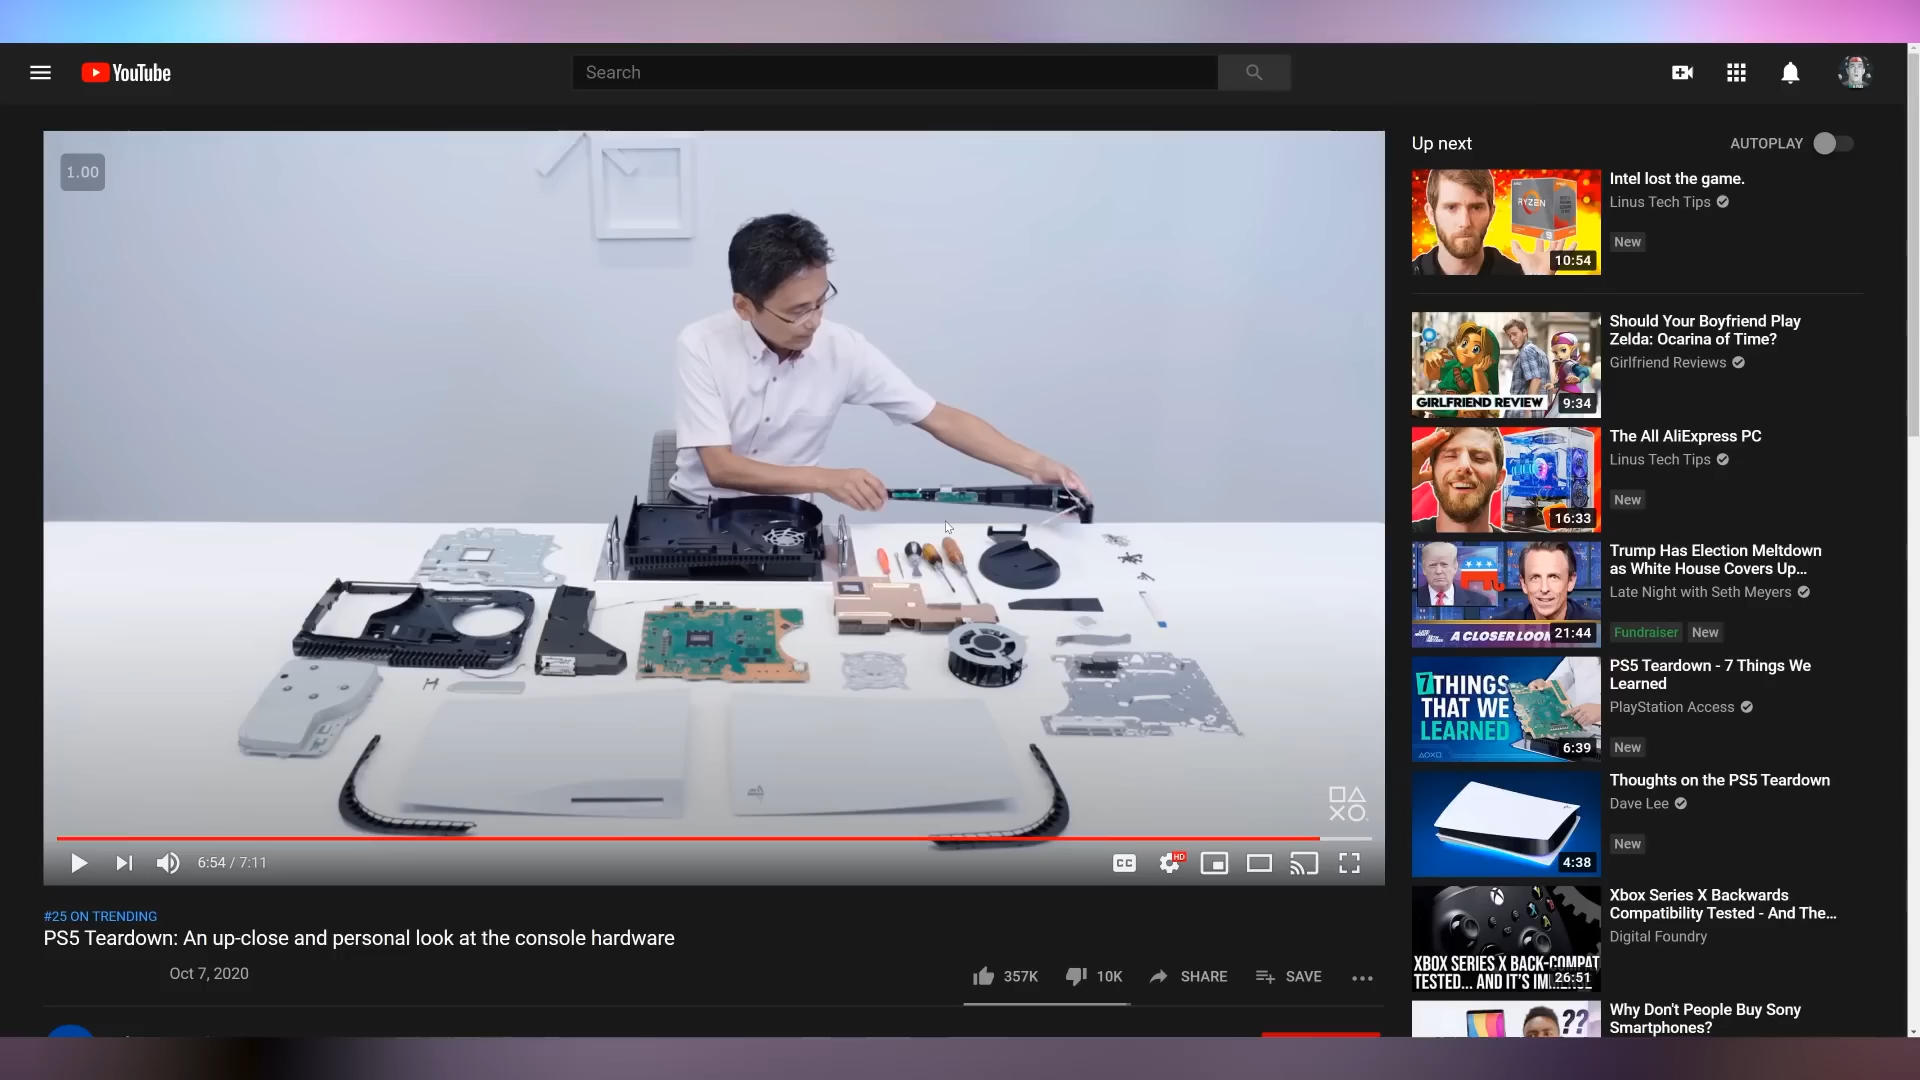 YouTube
Search
1.00
6:54 / 7:11
CC
HD
#25 ON TRENDING
PS5 Teardown: An up-close and personal look at the console hardware
Oct 7, 2020
357K
10K
SHARE
SAVE
Up next
AUTOPLAY
RYZEN
9
10:54
Intel lost the game.
Linus Tech Tips
New
GIRLFRIEND REVIEW
9:34
Should Your Boyfriend Play
Zelda: Ocarina of Time?
Girlfriend Reviews
16:33
The All AliExpress PC
Linus Tech Tips
New
A CLOSER LOOK
21:44
Trump Has Election Meltdown
as White House Covers Up...
Late Night with Seth Meyers
Fundraiser
New
7 THINGS
THAT WE
LEARNED
6:39
PS5 Teardown - 7 Things We
Learned
PlayStation Access
New
4:38
Thoughts on the PS5 Teardown
Dave Lee
New
XBOX SERIES X BACK-COMPAT
TESTED... AND IT'S
26:51
Xbox Series X Backwards
Compatibility Tested - And The...
Digital Foundry
??
Why Don't People Buy Sony
Smartphones?